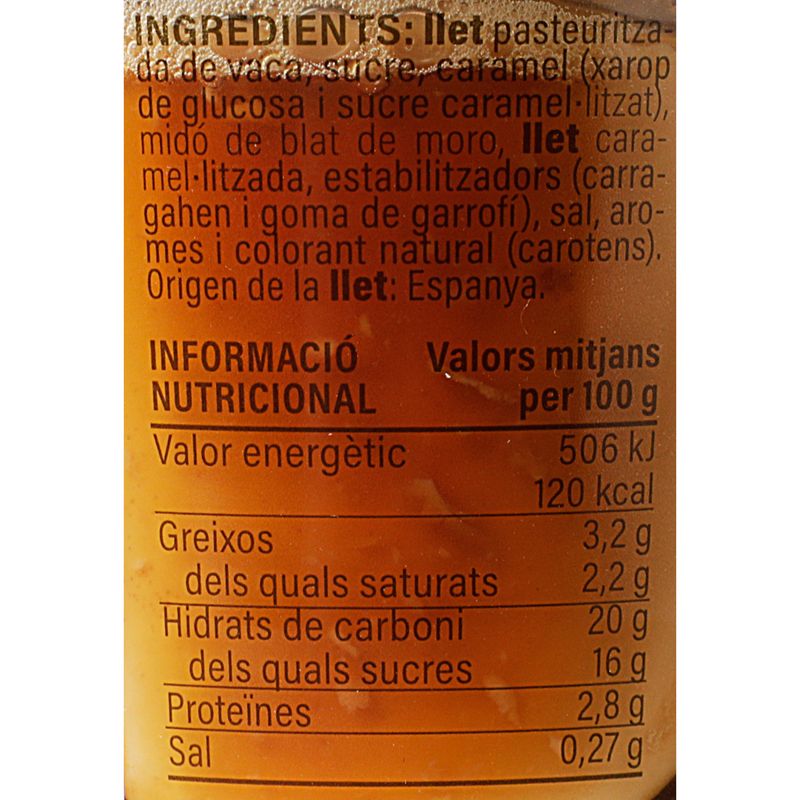 INGREDIENTS: llet pasteuritza-
da de vaca, sucre, caramel (xarop
de glucosa i sucre caramel·litzat),
midó de blat de moro, llet cara-
mel·litzada, estabilitzadors (carra-
gahen i goma de garrofí), sal, aro-
mes i colorant natural (carotens).
Origen de la llet: Espanya.
INFORMACIÓ Valors mitjans
NUTRICIONAL per 100 g
Valor energètic 506 kJ
120 kcal
Greixos 3,2 g
dels quals saturats 2,2 g
Hidrats de carboni 20 g
dels quals sucres 16 g
Proteïnes 2,8 g
Sal 0,27 g